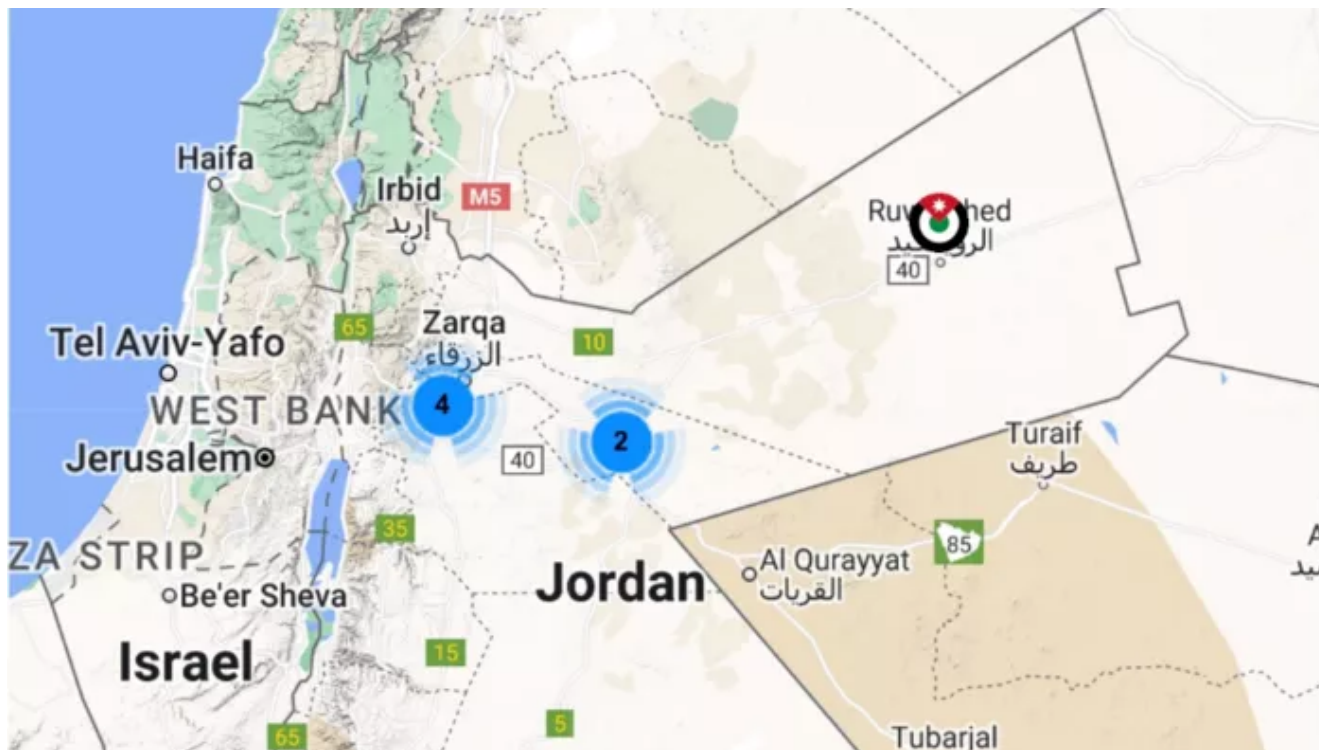 Haifa
Irbid
إربد
M5
40
65
Zarqa
الزرقاء
10
Tel Aviv-Yafo
4
WEST BANK
2
Jerusalem
40
Turaif
طريف
35
85
ZA STRIP
Al Qurayyat
القريات
Jordan
Be'er Sheva
Israel
15
5
65
Tubarjal